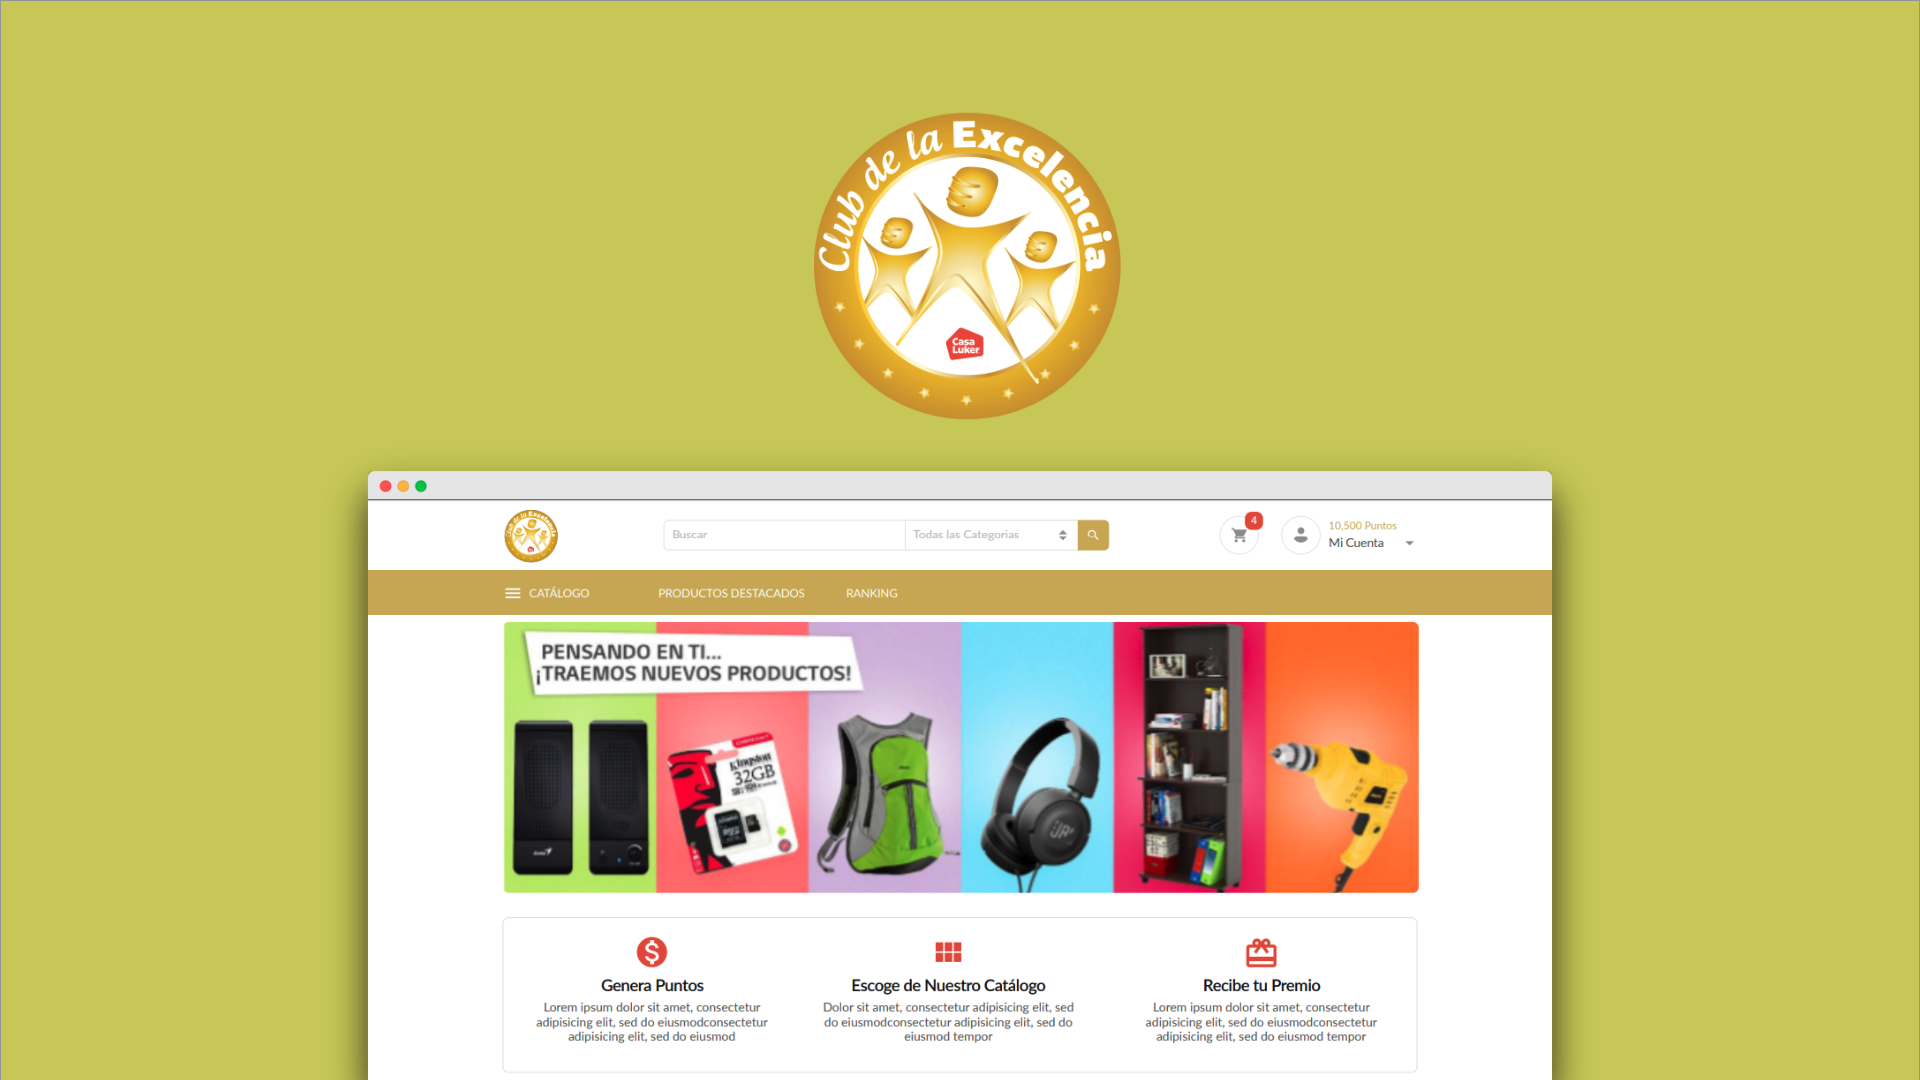 Club de la Excelencia
Casa
Luker
Club de la Excelencia
Buscar
Todas las Categorias
4
10,500 Puntos
Mi Cuenta
CATÁLOGO
PRODUCTOS DESTACADOS
RANKING
PENSANDO EN TI...
¡TRAEMOS NUEVOS PRODUCTOS!
Kingston
32GB
Genera Puntos
Lorem ipsum dolor sit amet, consectetur
adipisicing elit, sed do eiusmodconsectetur
adipisicing elit, sed do eiusmod
Escoge de Nuestro Catálogo
Dolor sit amet, consectetur adipisicing elit, sed
do eiusmodconsectetur adipisicing elit, sed do
eiusmod tempor
Recibe tu Premio
Lorem ipsum dolor sit amet, consectetur
adipisicing elit, sed do eiusmodconsectetur
adipisicing elit, sed do eiusmod tempor